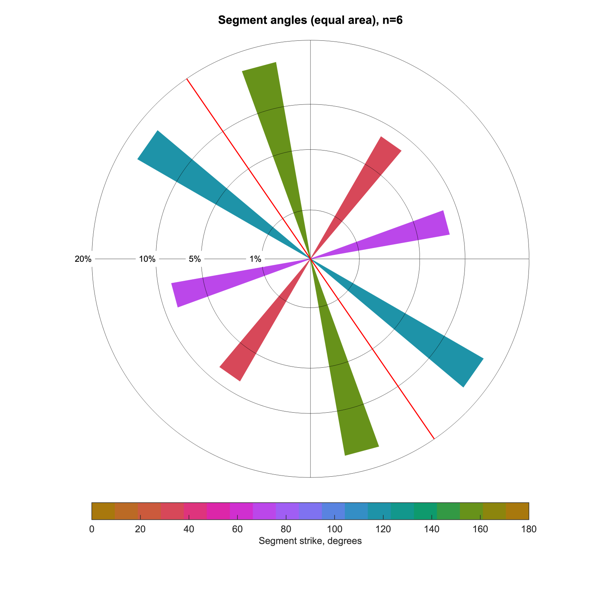 Segment angles (equal area), n=6
20% 10% 5% 1%
0 20 40 60 80 100 120 140 160 180
Segment strike, degrees